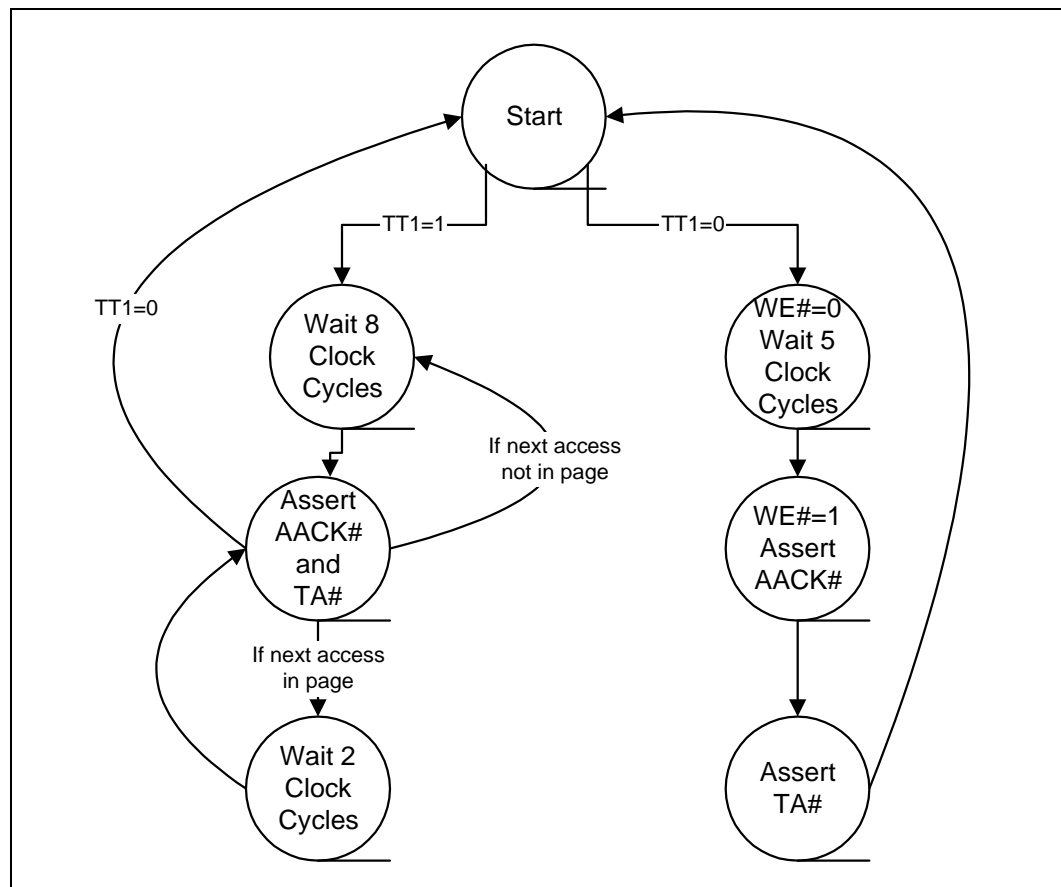 Start
TT1=1
TT1=0
TT1=0
Wait 8
Clock
Cycles
WE#=0
Wait 5
Clock
Cycles
If next access
not in page
Assert
AACK#
and
TA#
WE#=1
Assert
AACK#
If next access
in page
Wait 2
Clock
Cycles
Assert
TA#